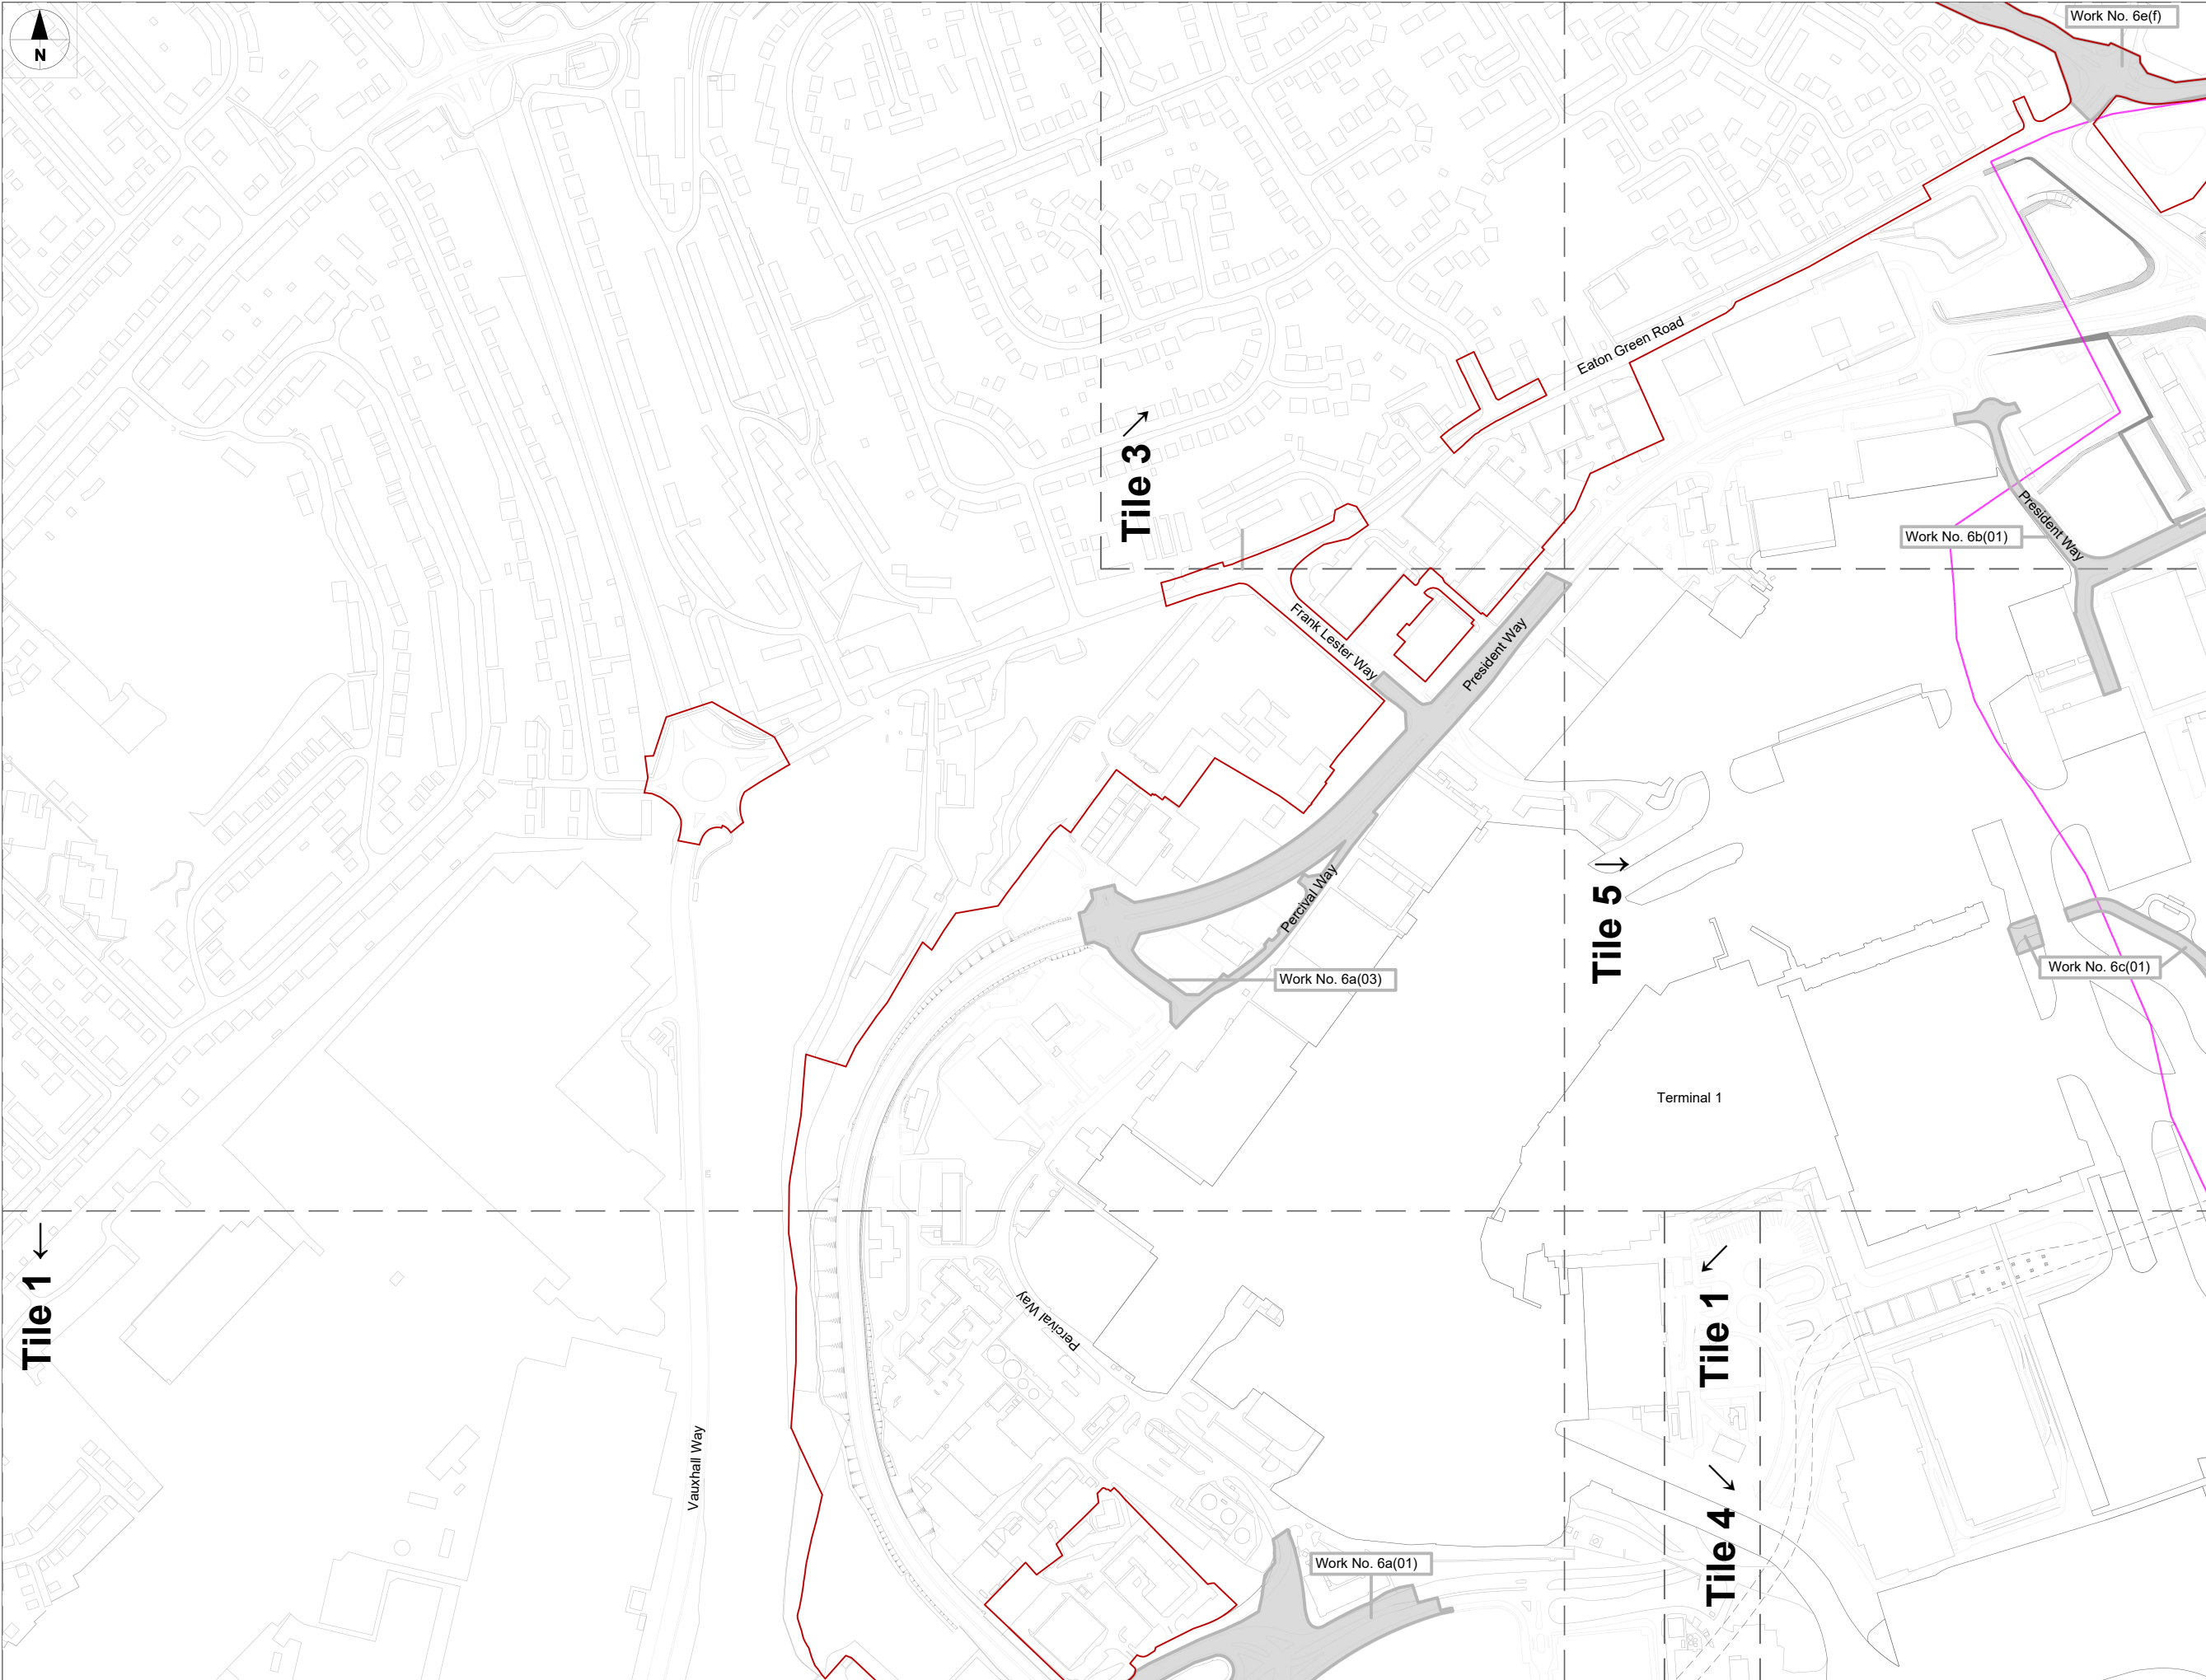 N
Work No. 6e(f)
Eaton Green Road
Tile 3
President Way
Work No. 6b(01)
Frank Lester Way
President Way
Percival Way
Tile 5
Work No. 6c(01)
Work No. 6a(03)
Terminal 1
Tile 1
Percival Way
Tile 1
Vauxhall Way
Tile 4
Work No. 6a(01)